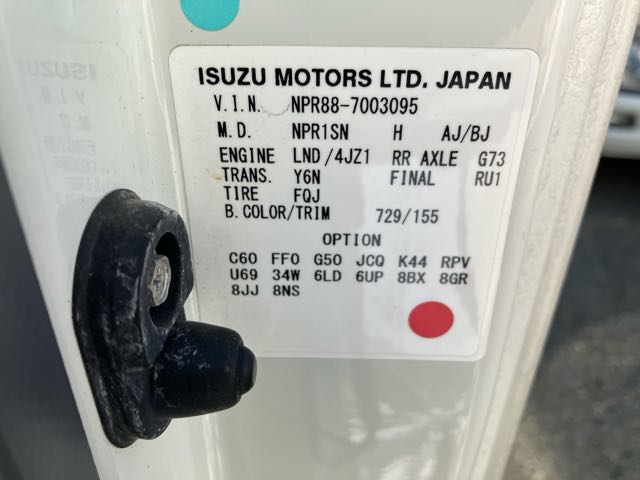 ISUZU MOTORS LTD. JAPAN
V.I.N. NPR88-7003095
M.D. NPR1SN H AJ/BJ
ENGINE LND/4JZ1 RR AXLE G73
TRANS. Y6N FINAL RU1
TIRE FQJ
B.COLOR/TRIM 729/155
OPTION
C60 FF0 G50 JCQ K44 RPV
U69 34W 6LD 6UP 8BX 8GR
8JJ 8NS